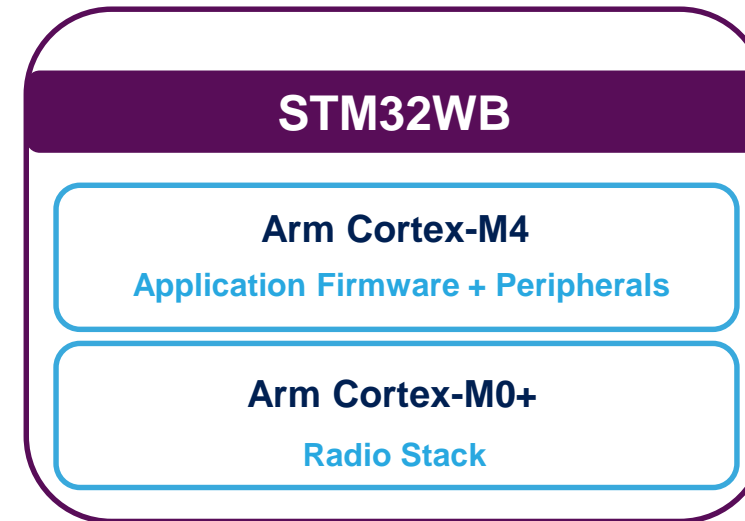 STM32WB
Arm Cortex-M4
Application Firmware + Peripherals
Arm Cortex-M0+
Radio Stack